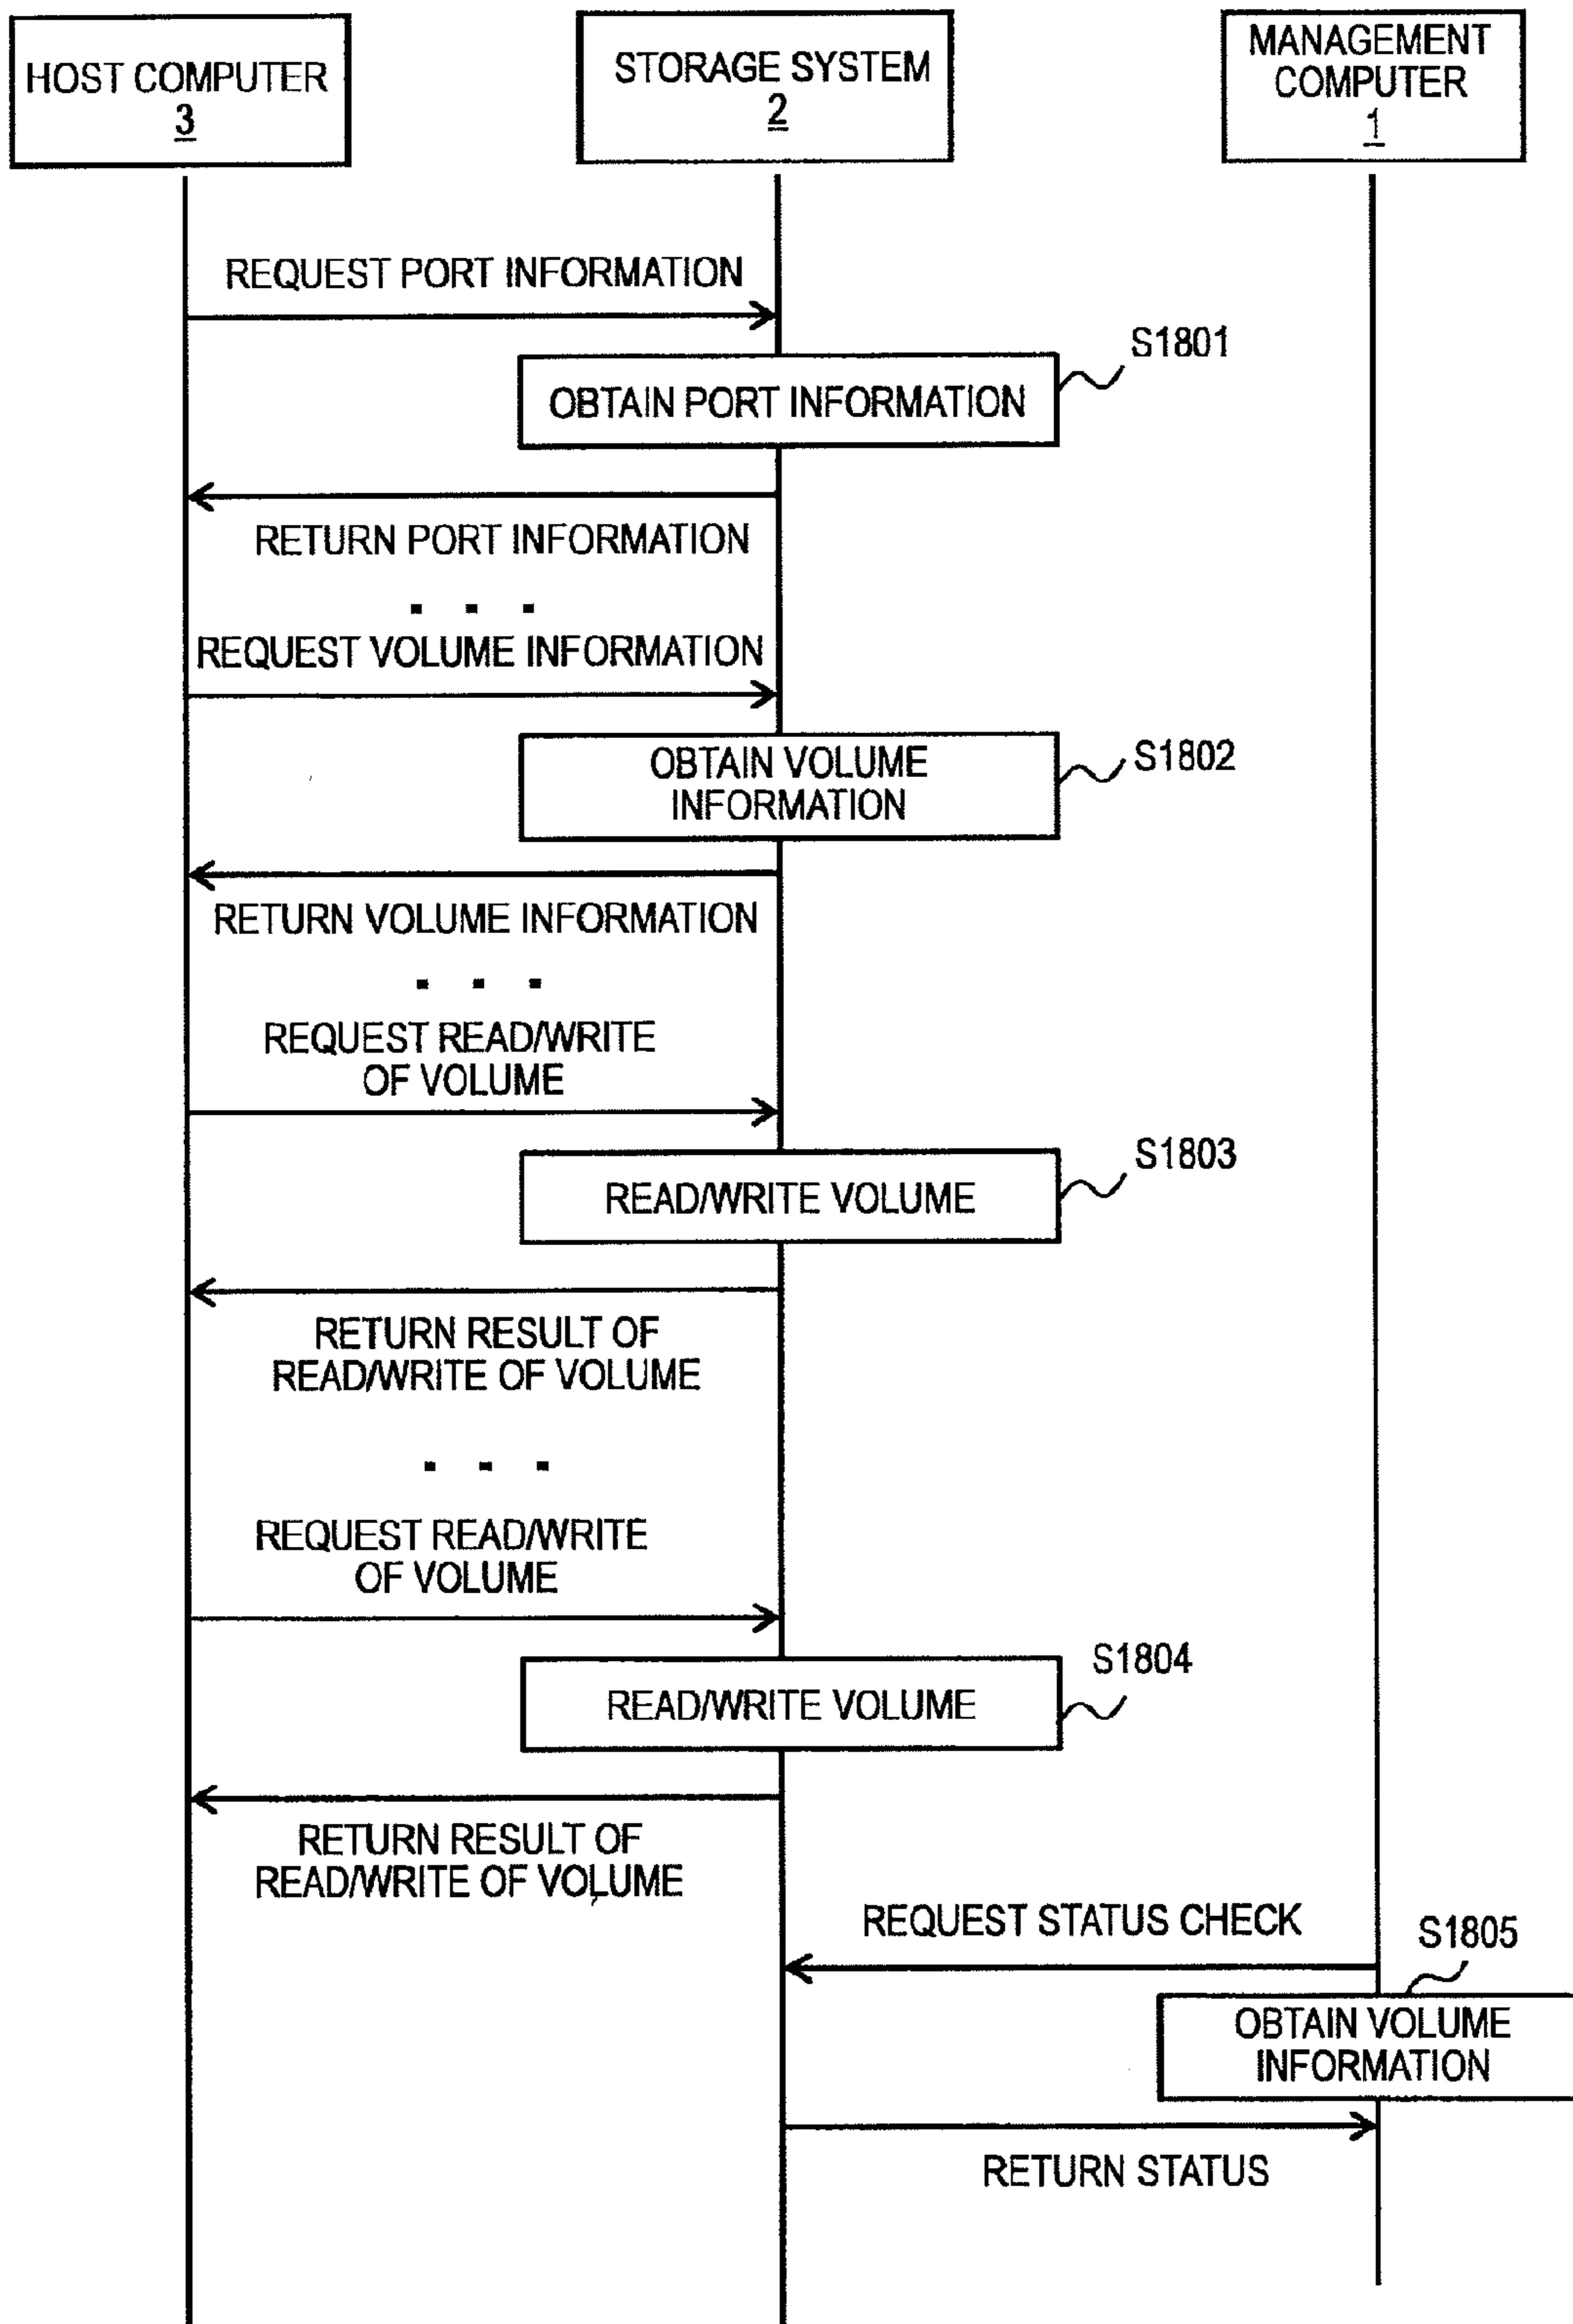 HOST COMPUTER
3
STORAGE SYSTEM
2
MANAGEMENT
COMPUTER
1
REQUEST PORT INFORMATION
S1801
OBTAIN PORT INFORMATION
RETURN PORT INFORMATION
. . .
REQUEST VOLUME INFORMATION
S1802
OBTAIN VOLUME
INFORMATION
RETURN VOLUME INFORMATION
. . .
REQUEST READ/WRITE
OF VOLUME
S1803
READ/WRITE VOLUME
RETURN RESULT OF
READ/WRITE OF VOLUME
. . .
REQUEST READ/WRITE
OF VOLUME
S1804
READ/WRITE VOLUME
RETURN RESULT OF
READ/WRITE OF VOLUME
REQUEST STATUS CHECK
S1805
OBTAIN VOLUME
INFORMATION
RETURN STATUS